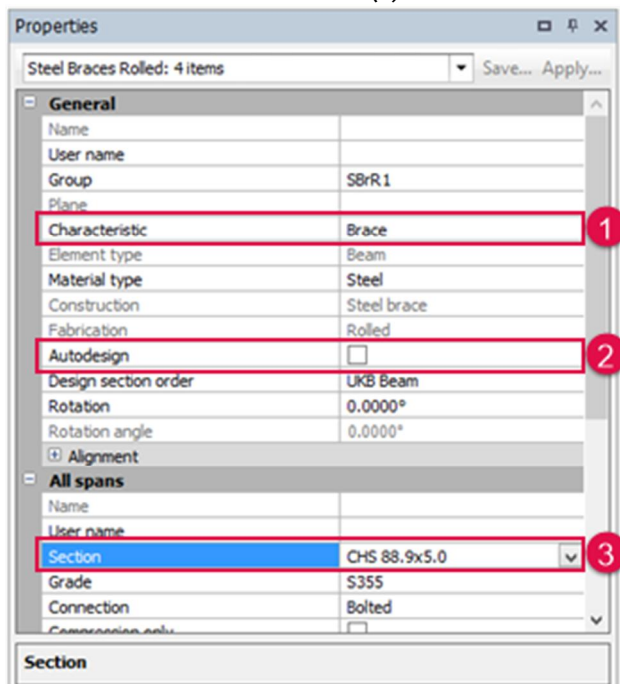 Properties
Steel Braces Rolled: 4 items Save... Apply...
General
Name
User name
Group SBrR1
Plane
Characteristic Brace 1
Element type Beam
Material type Steel
Construction Steel brace
Fabrication Rolled
Autodesign 2
Design section order UKB Beam
Rotation 0.0000°
Rotation angle 0.0000°
Alignment
All spans
Name
User name
Section CHS 88.9x5.0 3
Grade S355
Connection Bolted
Compression only
Section